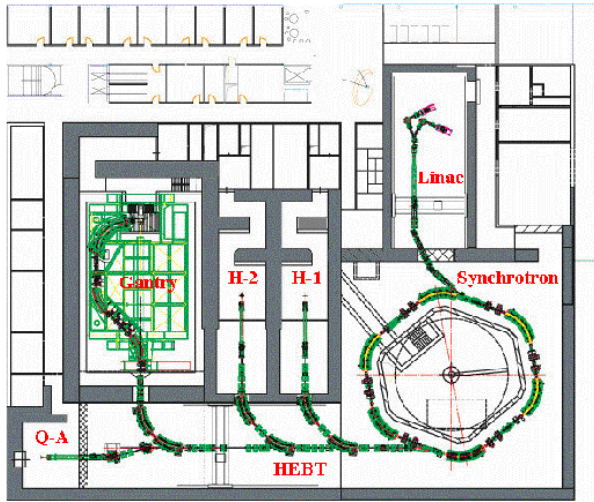 Linac
Gantry
H-2
H-1
Synchrotron
Q-A
HEBT